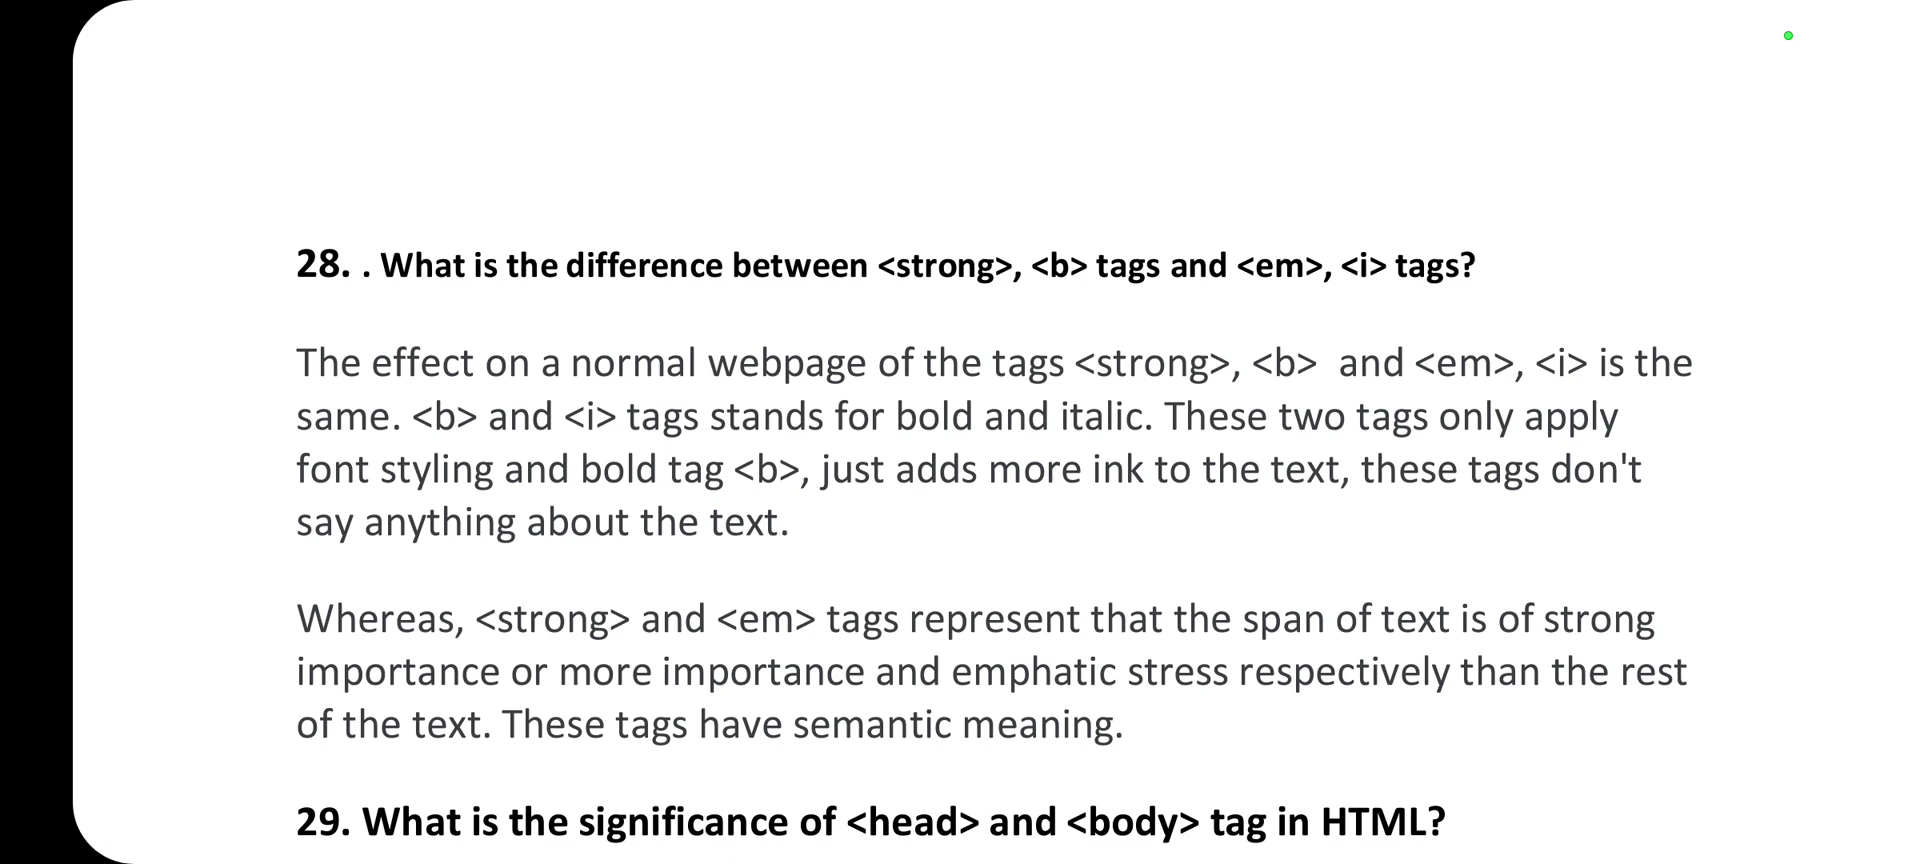 28. . What is the difference between <strong>, <b> tags and <em>, <i> tags?
The effect on a normal webpage of the tags <strong>, <b>  and <em>, <i> is the
same. <b> and <i> tags stands for bold and italic. These two tags only apply
font styling and bold tag <b>, just adds more ink to the text, these tags don't
say anything about the text.
Whereas, <strong> and <em> tags represent that the span of text is of strong
importance or more importance and emphatic stress respectively than the rest
of the text. These tags have semantic meaning.
29. What is the significance of <head> and <body> tag in HTML?